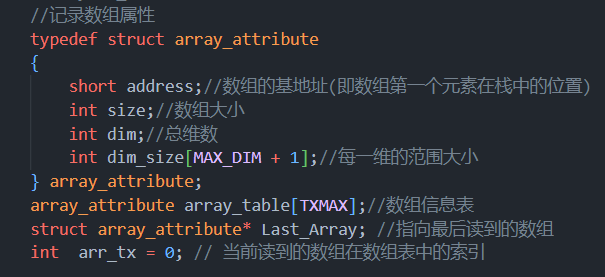 //记录数组属性
typedef struct array_attribute
{
    short address;//数组的基地址(即数组第一个元素在栈中的位置)
    int size;//数组大小
    int dim;//总维数
    int dim_size[MAX_DIM + 1];//每一维的范围大小
} array_attribute;
array_attribute array_table[TXMAX];//数组信息表
struct array_attribute* Last_Array; //指向最后读到的数组
int  arr_tx = 0; // 当前读到的数组在数组表中的索引